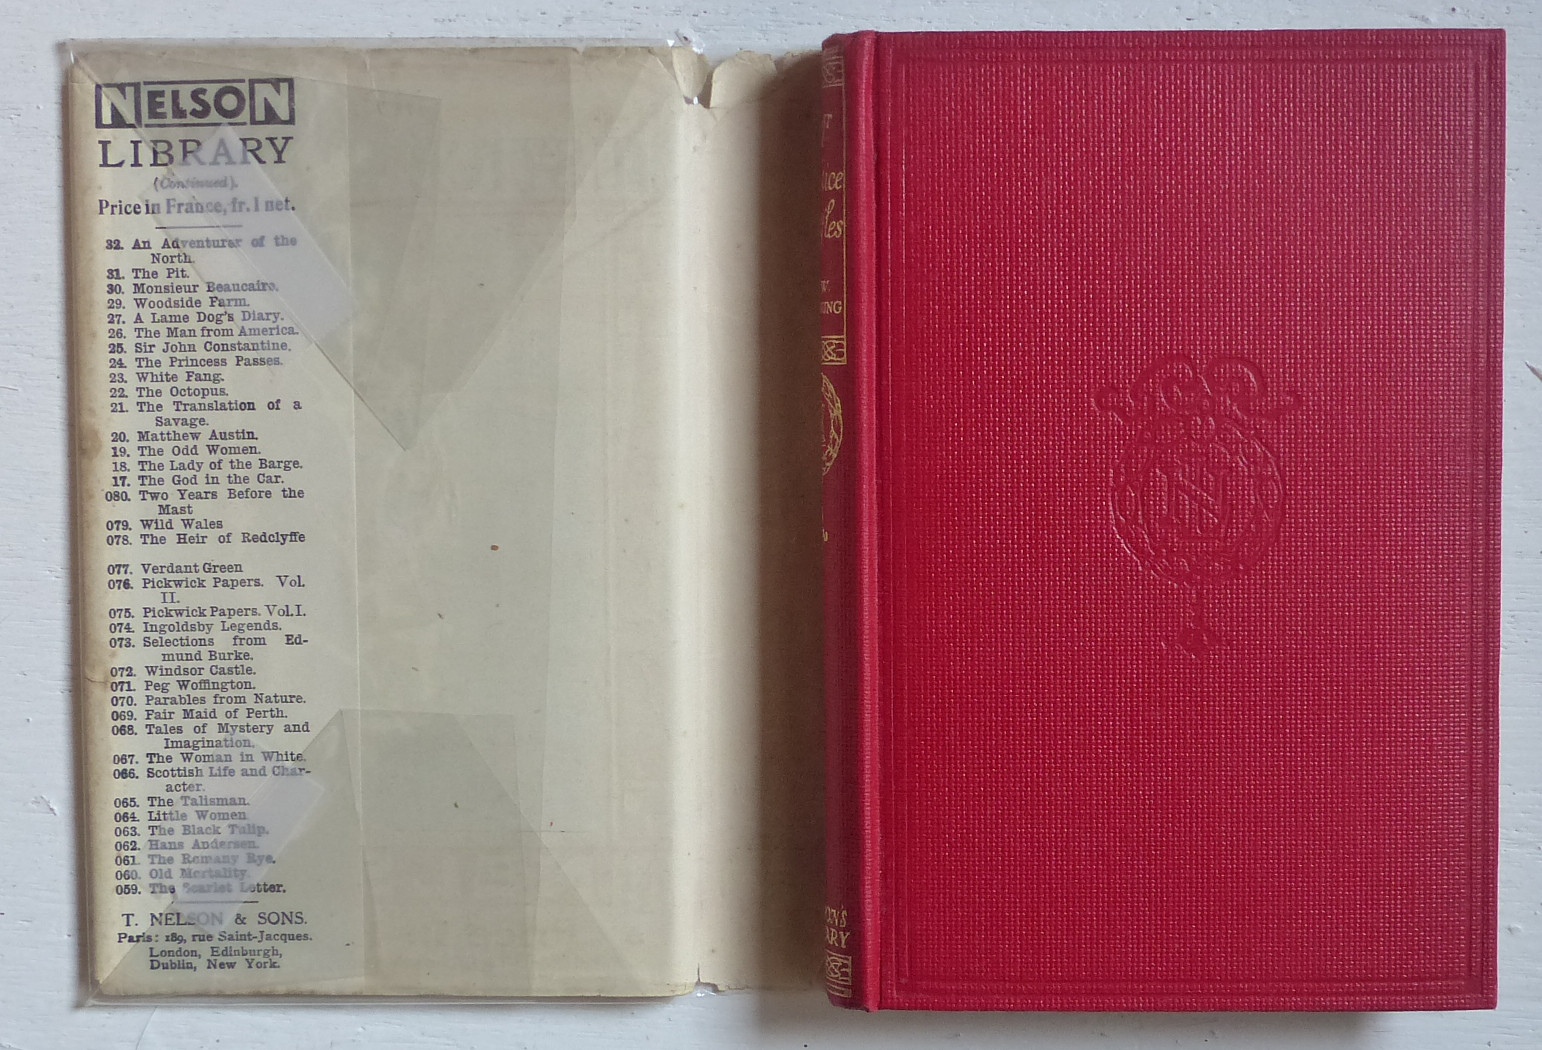 NELSON
LIBRARY
(Continued).
Price in France, fr. 1 net.
32. An Adventurer of the
North.
31. The Pit.
30. Monsieur Beaucaire.
29. Woodside Farm.
27. A Lame Dog's Diary.
26. The Man from America.
25. Sir John Constantine.
24. The Princess Passes.
23. White Fang.
22. The Octopus.
21. The Translation of a
Savage.
20. Matthew Austin.
19. The Odd Women.
18. The Lady of the Barge.
17. The God in the Car.
080. Two Years Before the
Mast
079. Wild Wales
078. The Heir of Redclyffe
077. Verdant Green
076. Pickwick Papers. Vol.
II.
075. Pickwick Papers. Vol. I.
074. Ingoldsby Legends.
073. Selections from Ed-
mund Burke.
072. Windsor Castle.
071. Peg Woffington.
070. Parables from Nature.
069. Fair Maid of Perth.
068. Tales of Mystery and
Imagination.
067. The Woman in White.
066. Scottish Life and Char-
acter.
065. The Talisman.
064. Little Women
063. The Black Tulip.
062. Hans Andersen.
061. The Romany Rye.
060. Old Mortality.
059. The Scarlet Letter.
T. NELSON & SONS.
Paris: 189, rue Saint-Jacques.
London, Edinburgh,
Dublin, New York.